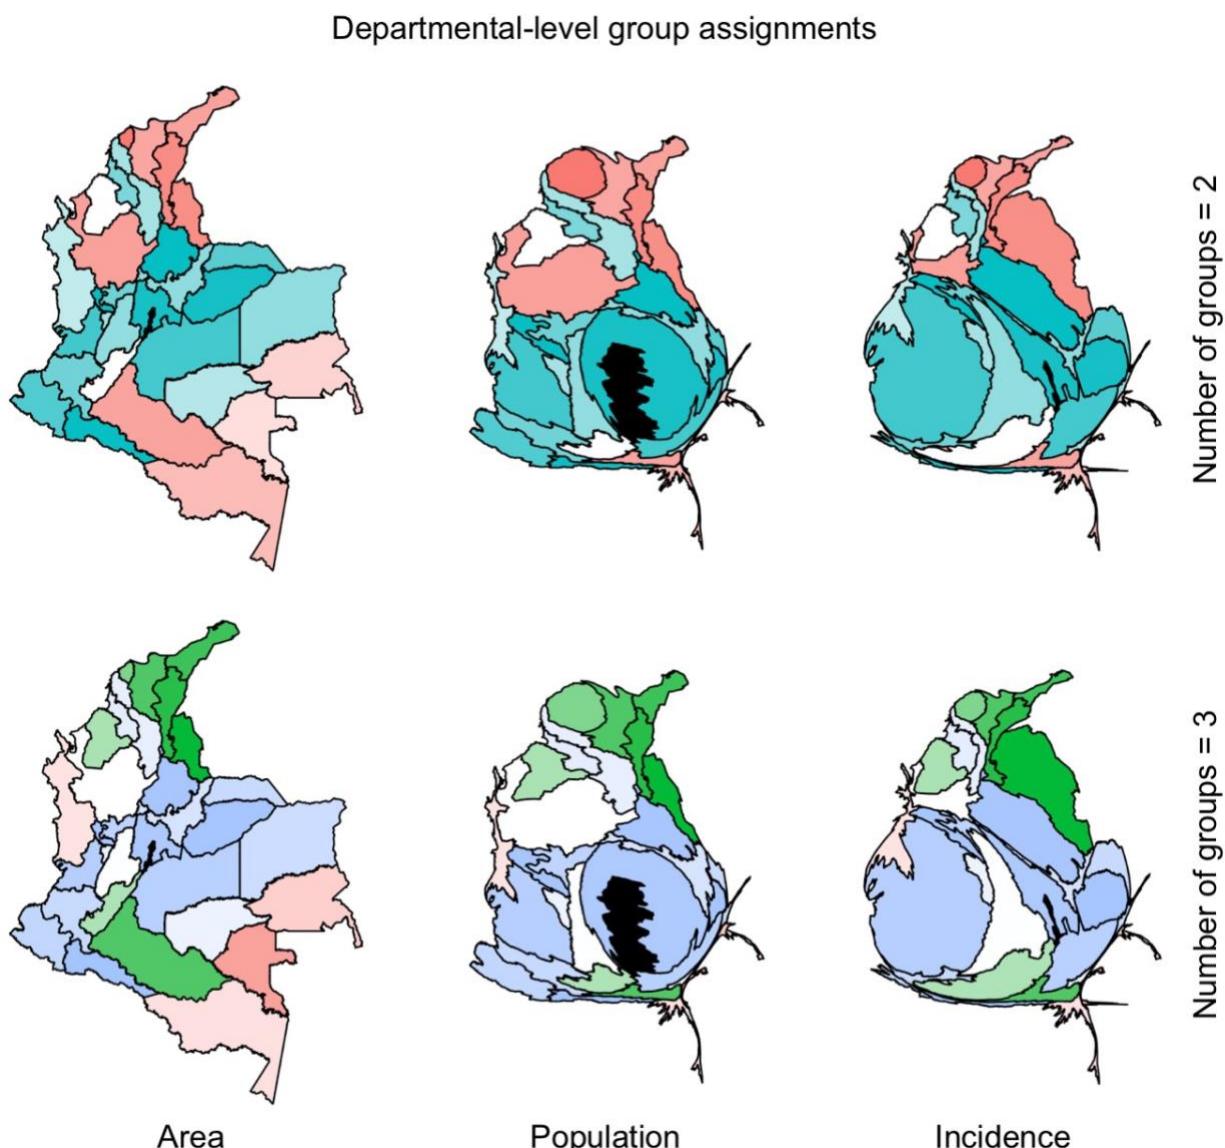 Departmental-level group assignments
Number of groups = 2
Number of groups = 3
Area
Population
Incidence